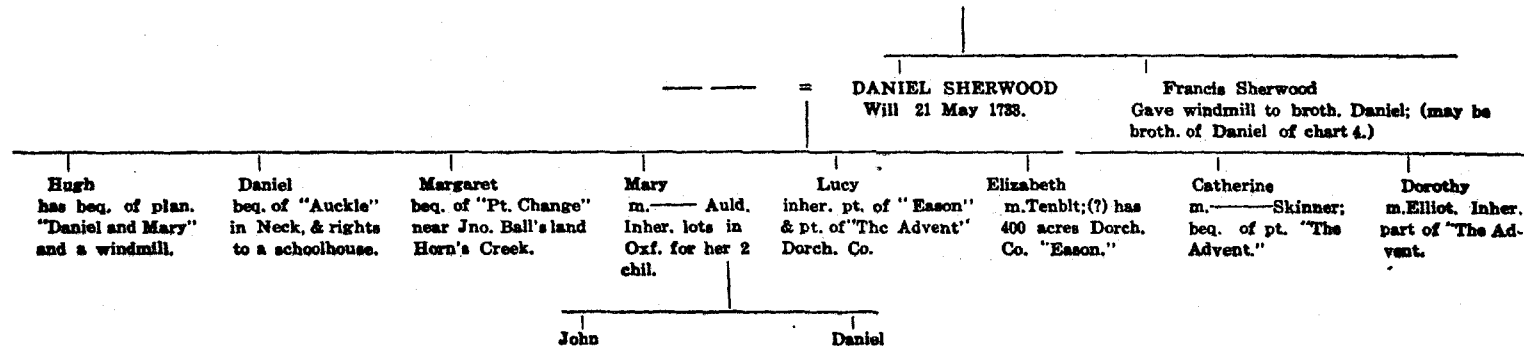 — — = DANIEL SHERWOOD
Will 21 May 1733.
Francis Sherwood
Gave windmill to broth. Daniel; (may be
broth. of Daniel of chart 4.)
Hugh
has beq. of plan.
"Daniel and Mary"
and a windmill.
Daniel
beq. of "Auckle"
in Neck, & rights
to a schoolhouse.
Margaret
beq. of "Pt. Change"
near Jno. Ball's land
Horn's Creek.
Mary
m.—— Auld.
Inher. lots in
Oxf. for her 2
chil.
Lucy
inher. pt. of "Eason"
& pt. of "The Advent"
Dorch. Co.
Elizabeth
m.Tenblt;(?) has
400 acres Dorch.
Co. "Eason."
Catherine
m.——Skinner;
beq. of pt. "The
Advent."
Dorothy
m.Elliot. Inher.
part of "The Ad-
vent.
John
Daniel